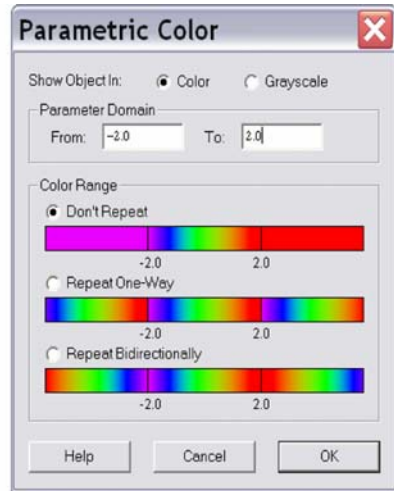 Parametric Color
Show Object In: Color Grayscale
Parameter Domain
From: -2.0 To: 2.0
Color Range
Don't Repeat
-2.0 2.0
Repeat One-Way
-2.0 2.0
Repeat Bidirectionally
-2.0 2.0
Help Cancel OK